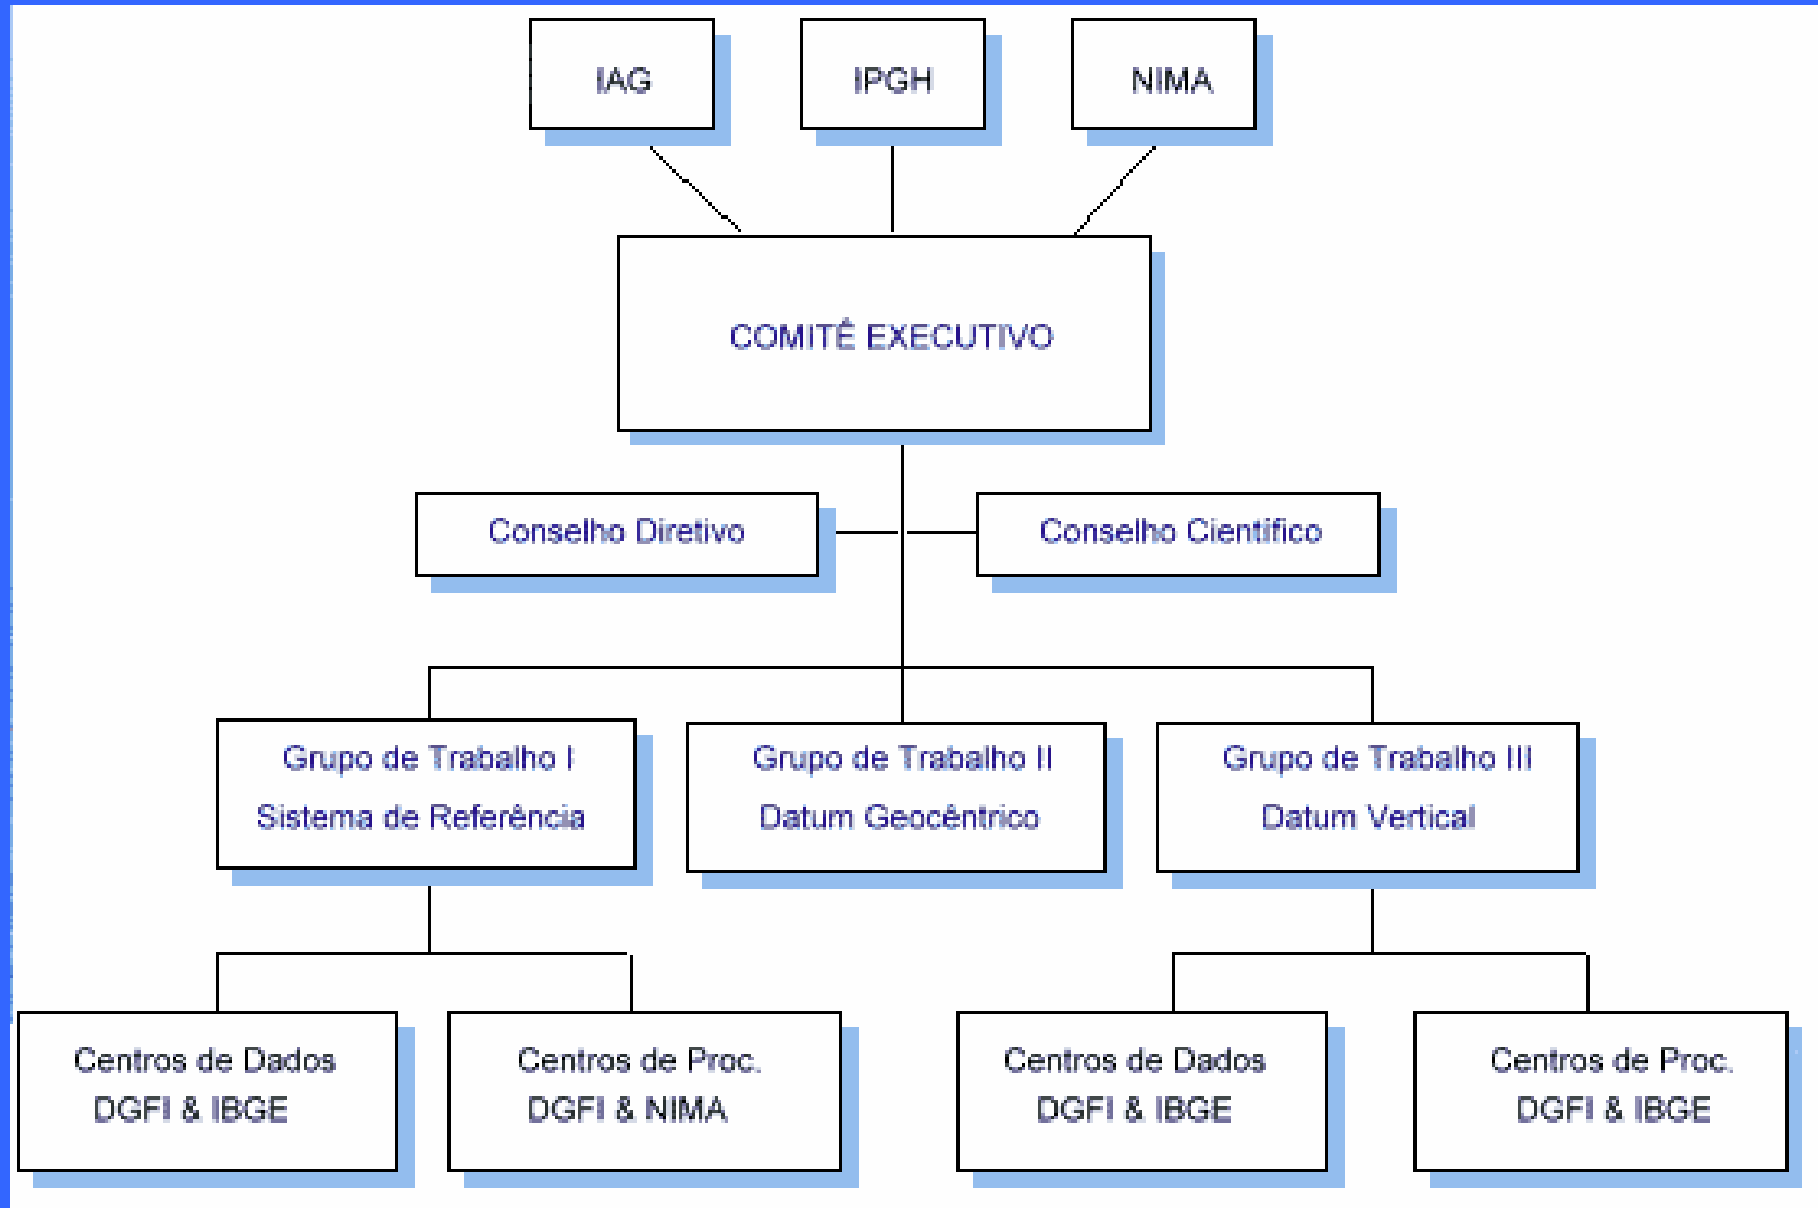 IAG
IPGH
NIMA
COMITÊ EXECUTIVO
Conselho Diretivo
Conselho Científico
Grupo de Trabalho I
Sistema de Referência
Grupo de Trabalho II
Datum Geocêntrico
Grupo de Trabalho III
Datum Vertical
Centros de Dados
DGFI & IBGE
Centros de Proc.
DGFI & NIMA
Centros de Dados
DGFI & IBGE
Centros de Proc.
DGFI & IBGE